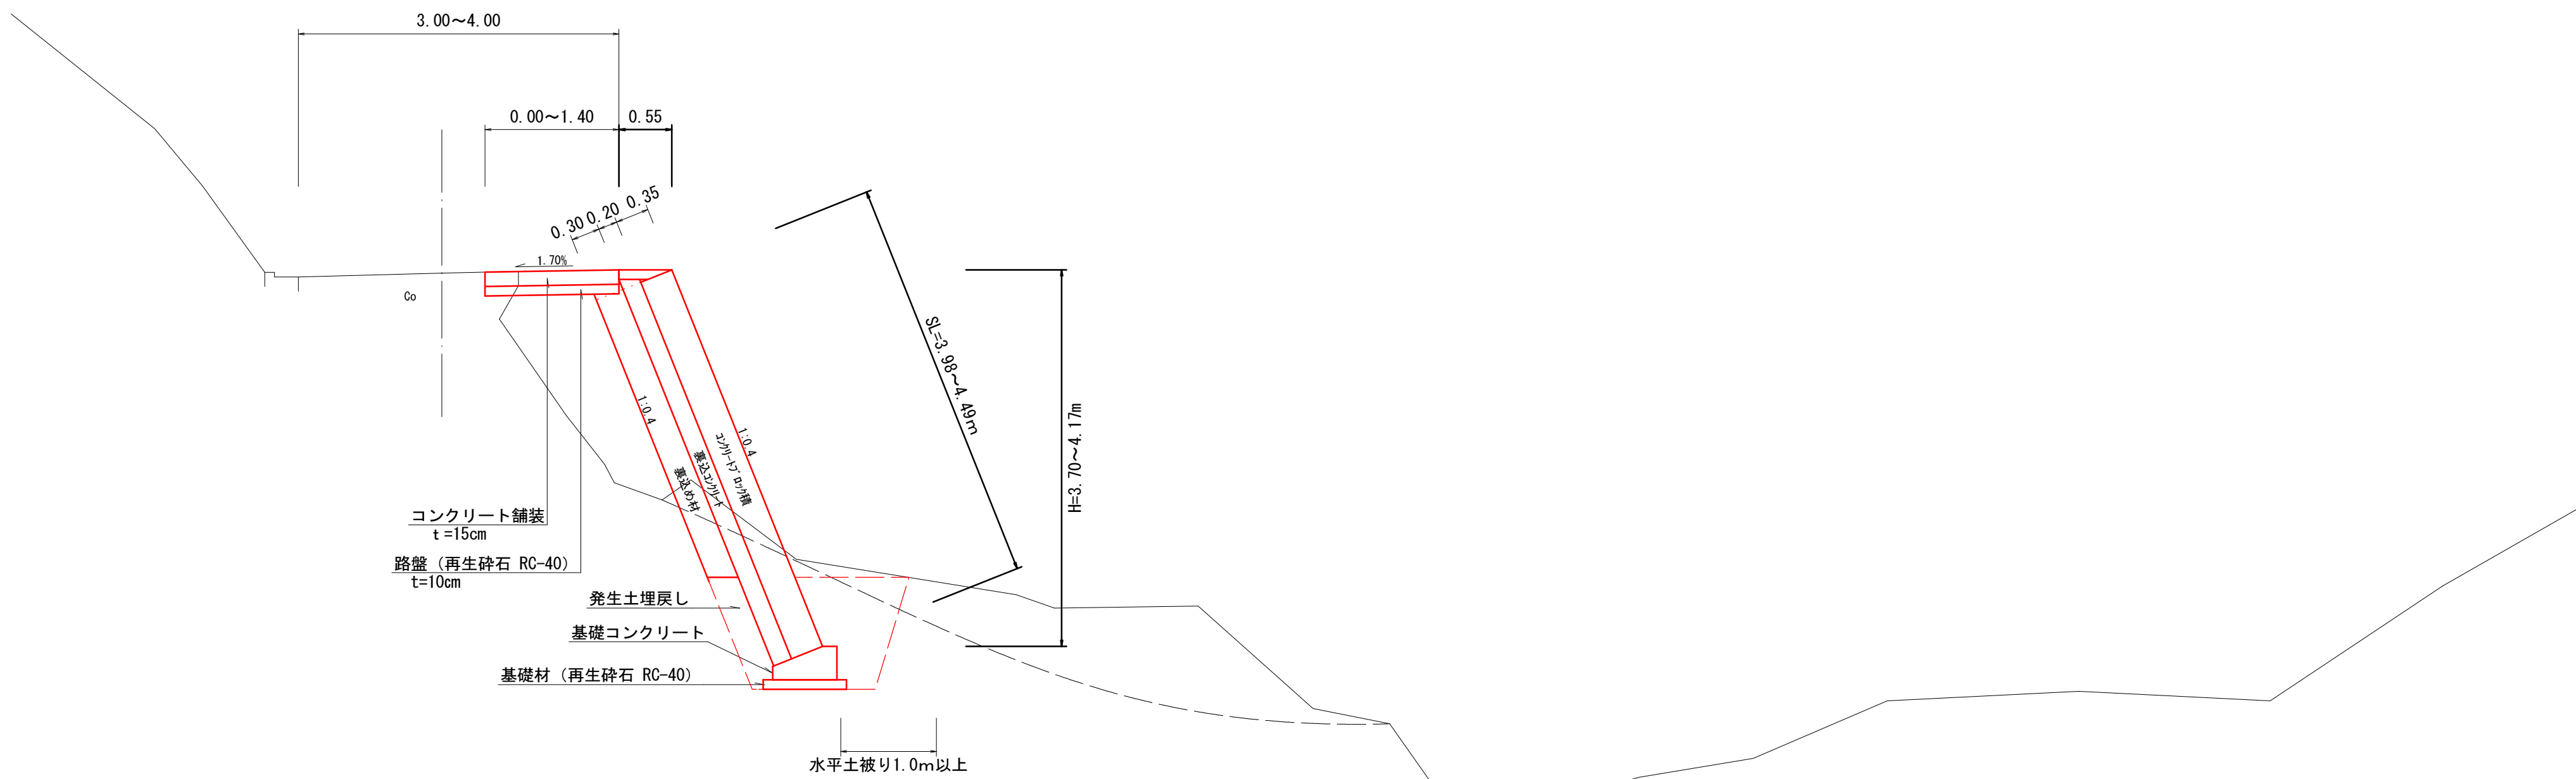 3.00～4.00
0.00～1.40
0.55
0.30
0.20
0.35
1.70%
Co
SL=3.98～4.49m
H=3.70～4.17m
1:0.4
1:0.4
コンクリートブロック積
裏込コンクリート
裏込め材
コンクリート舗装
t=15cm
路盤（再生砕石 RC-40）
t=10cm
発生土埋戻し
基礎コンクリート
基礎材（再生砕石 RC-40）
水平土被り1.0m以上